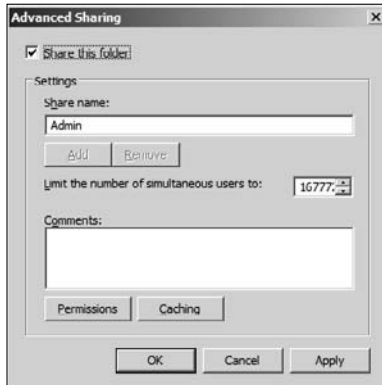 Advanced Sharing
Share this folder
Settings
Share name:
Admin
Add Remove
Limit the number of simultaneous users to: 16777
Comments:
Permissions Caching
OK Cancel Apply